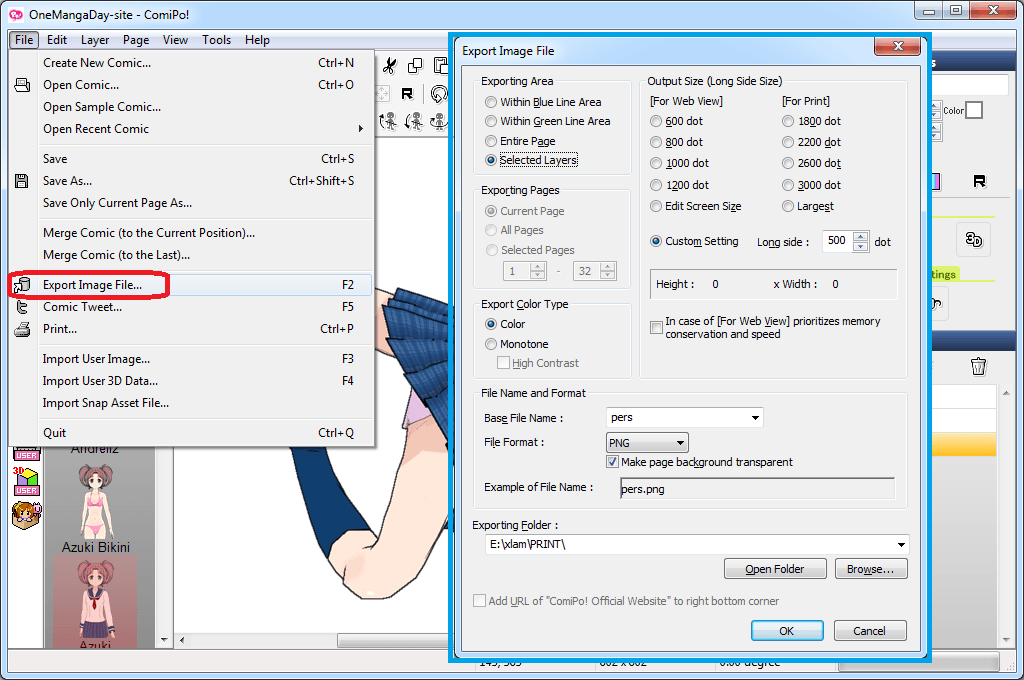 OneMangaDay-site - ComiPo!
File Edit Layer Page View Tools Help
Create New Comic... Ctrl+N
Open Comic... Ctrl+O
Open Sample Comic...
Open Recent Comic
Save Ctrl+S
Save As... Ctrl+Shift+S
Save Only Current Page As...
Merge Comic (to the Current Position)...
Merge Comic (to the Last)...
Export Image File... F2
Comic Tweet... F5
Print... Ctrl+P
Import User Image... F3
Import User 3D Data... F4
Import Snap Asset File...
Quit Ctrl+Q
USER
3D
USER
Azuki Bikini
Azuki
Export Image File
Exporting Area
Within Blue Line Area
Within Green Line Area
Entire Page
Selected Layers
Exporting Pages
Current Page
All Pages
Selected Pages
1 - 32
Export Color Type
Color
Monotone
High Contrast
Output Size (Long Side Size)
[For Web View] [For Print]
600 dot 1800 dot
800 dot 2200 dot
1000 dot 2600 dot
1200 dot 3000 dot
Edit Screen Size Largest
Custom Setting Long side : 500 dot
Height : 0 x Width : 0
In case of [For Web View] prioritizes memory
conservation and speed
File Name and Format
Base File Name : pers
File Format : PNG
Make page background transparent
Example of File Name : pers.png
Exporting Folder :
E:\xlam\PRINT\
Open Folder Browse...
Add URL of "ComiPo! Official Website" to right bottom corner
OK Cancel
Color
R
R
3D
tings